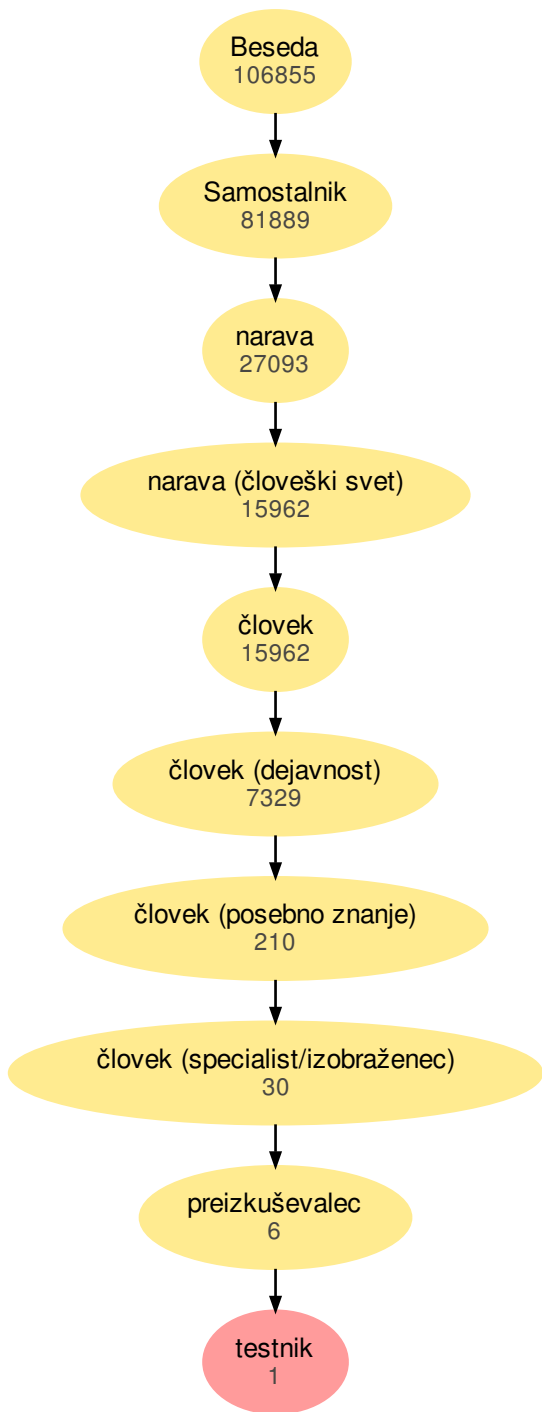 Beseda
106855
Samostalnik
81889
narava
27093
narava (človeški svet)
15962
človek
15962
človek (dejavnost)
7329
človek (posebno znanje)
210
človek (specialist/izobraženec)
30
preizkuševalec
6
testnik
1